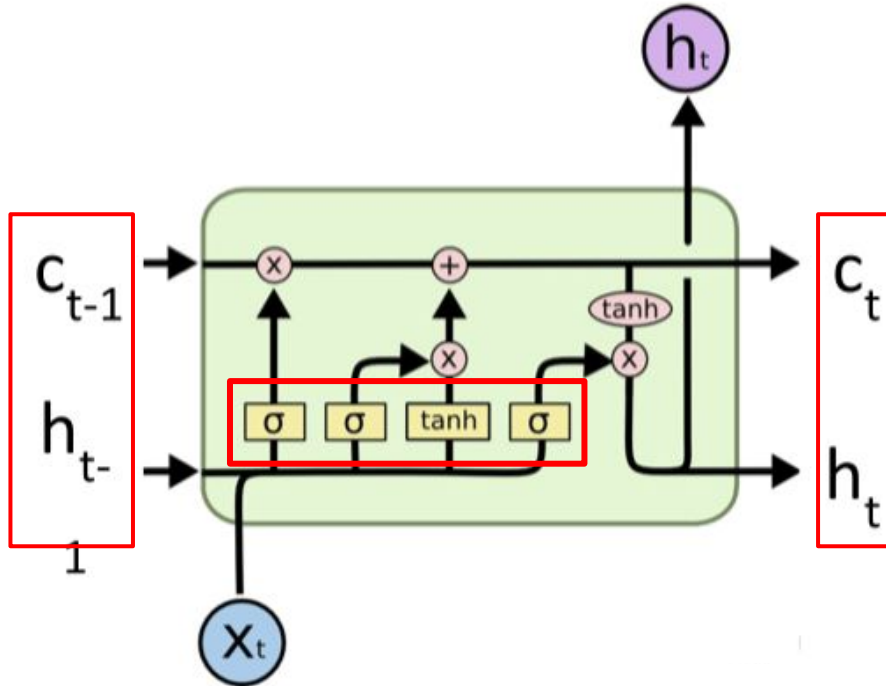 hₜ
cₜ₋₁
x
+
cₜ
tanh
x
x
hₜ₋
1
σ
σ
tanh
σ
hₜ
xₜ